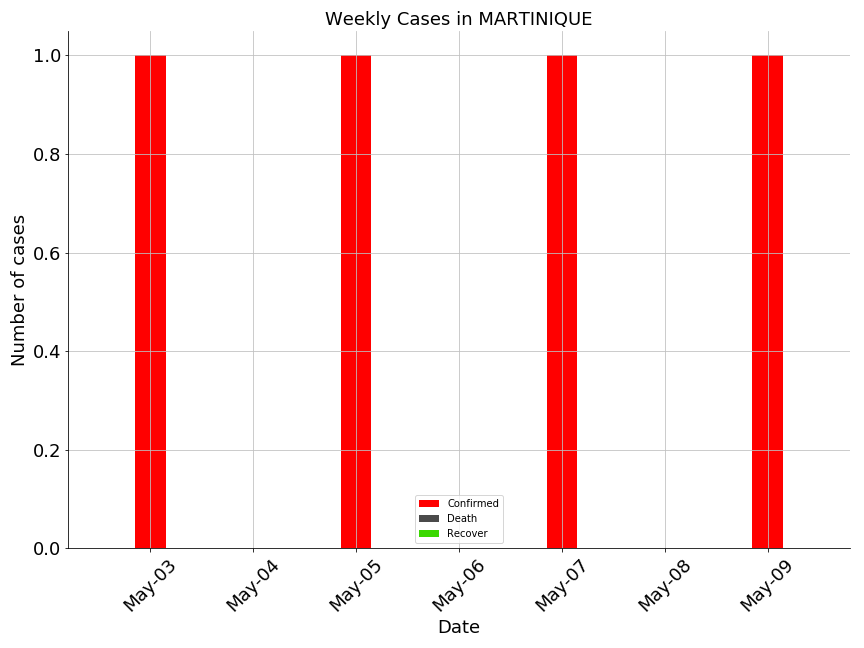 Weekly Cases in MARTINIQUE
Number of cases
1.0
0.8
0.6
0.4
0.2
0.0
Confirmed
Death
Recover
May-03
May-04
May-05
May-06
May-07
May-08
May-09
Date